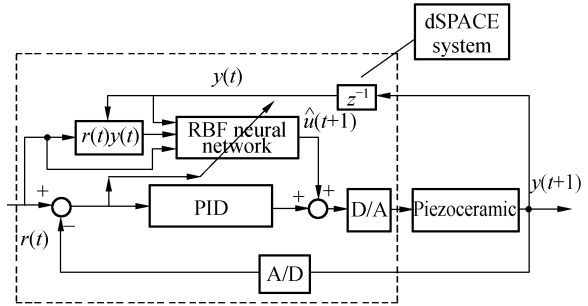 dSPACE
system
y(t)
z⁻¹
û(t+1)
r(t)y(t)
RBF neural
network
+
r(t)
−
PID
+
+
D/A
Piezoceramic
y(t+1)
A/D